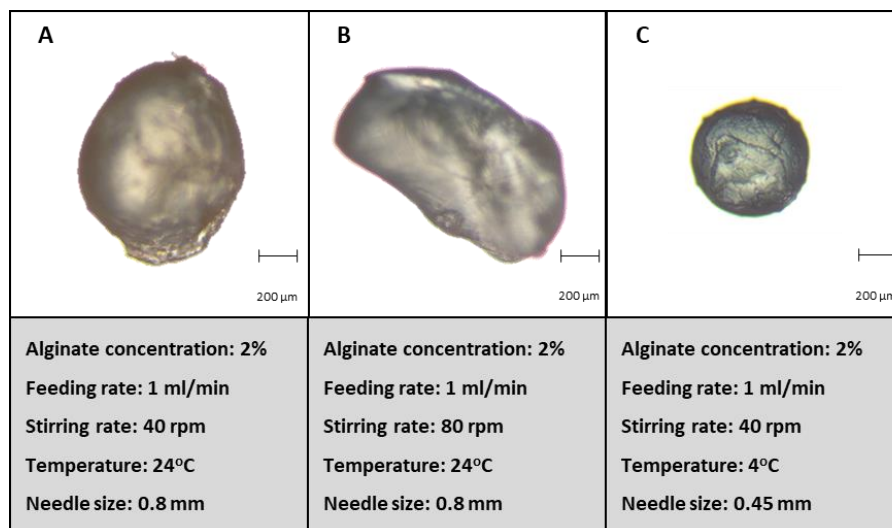 A
200 µm
B
200 µm
C
200 µm
Alginate concentration: 2%
Feeding rate: 1 ml/min
Stirring rate: 40 rpm
Temperature: 24°C
Needle size: 0.8 mm
Alginate concentration: 2%
Feeding rate: 1 ml/min
Stirring rate: 80 rpm
Temperature: 24°C
Needle size: 0.8 mm
Alginate concentration: 2%
Feeding rate: 1 ml/min
Stirring rate: 40 rpm
Temperature: 4°C
Needle size: 0.45 mm